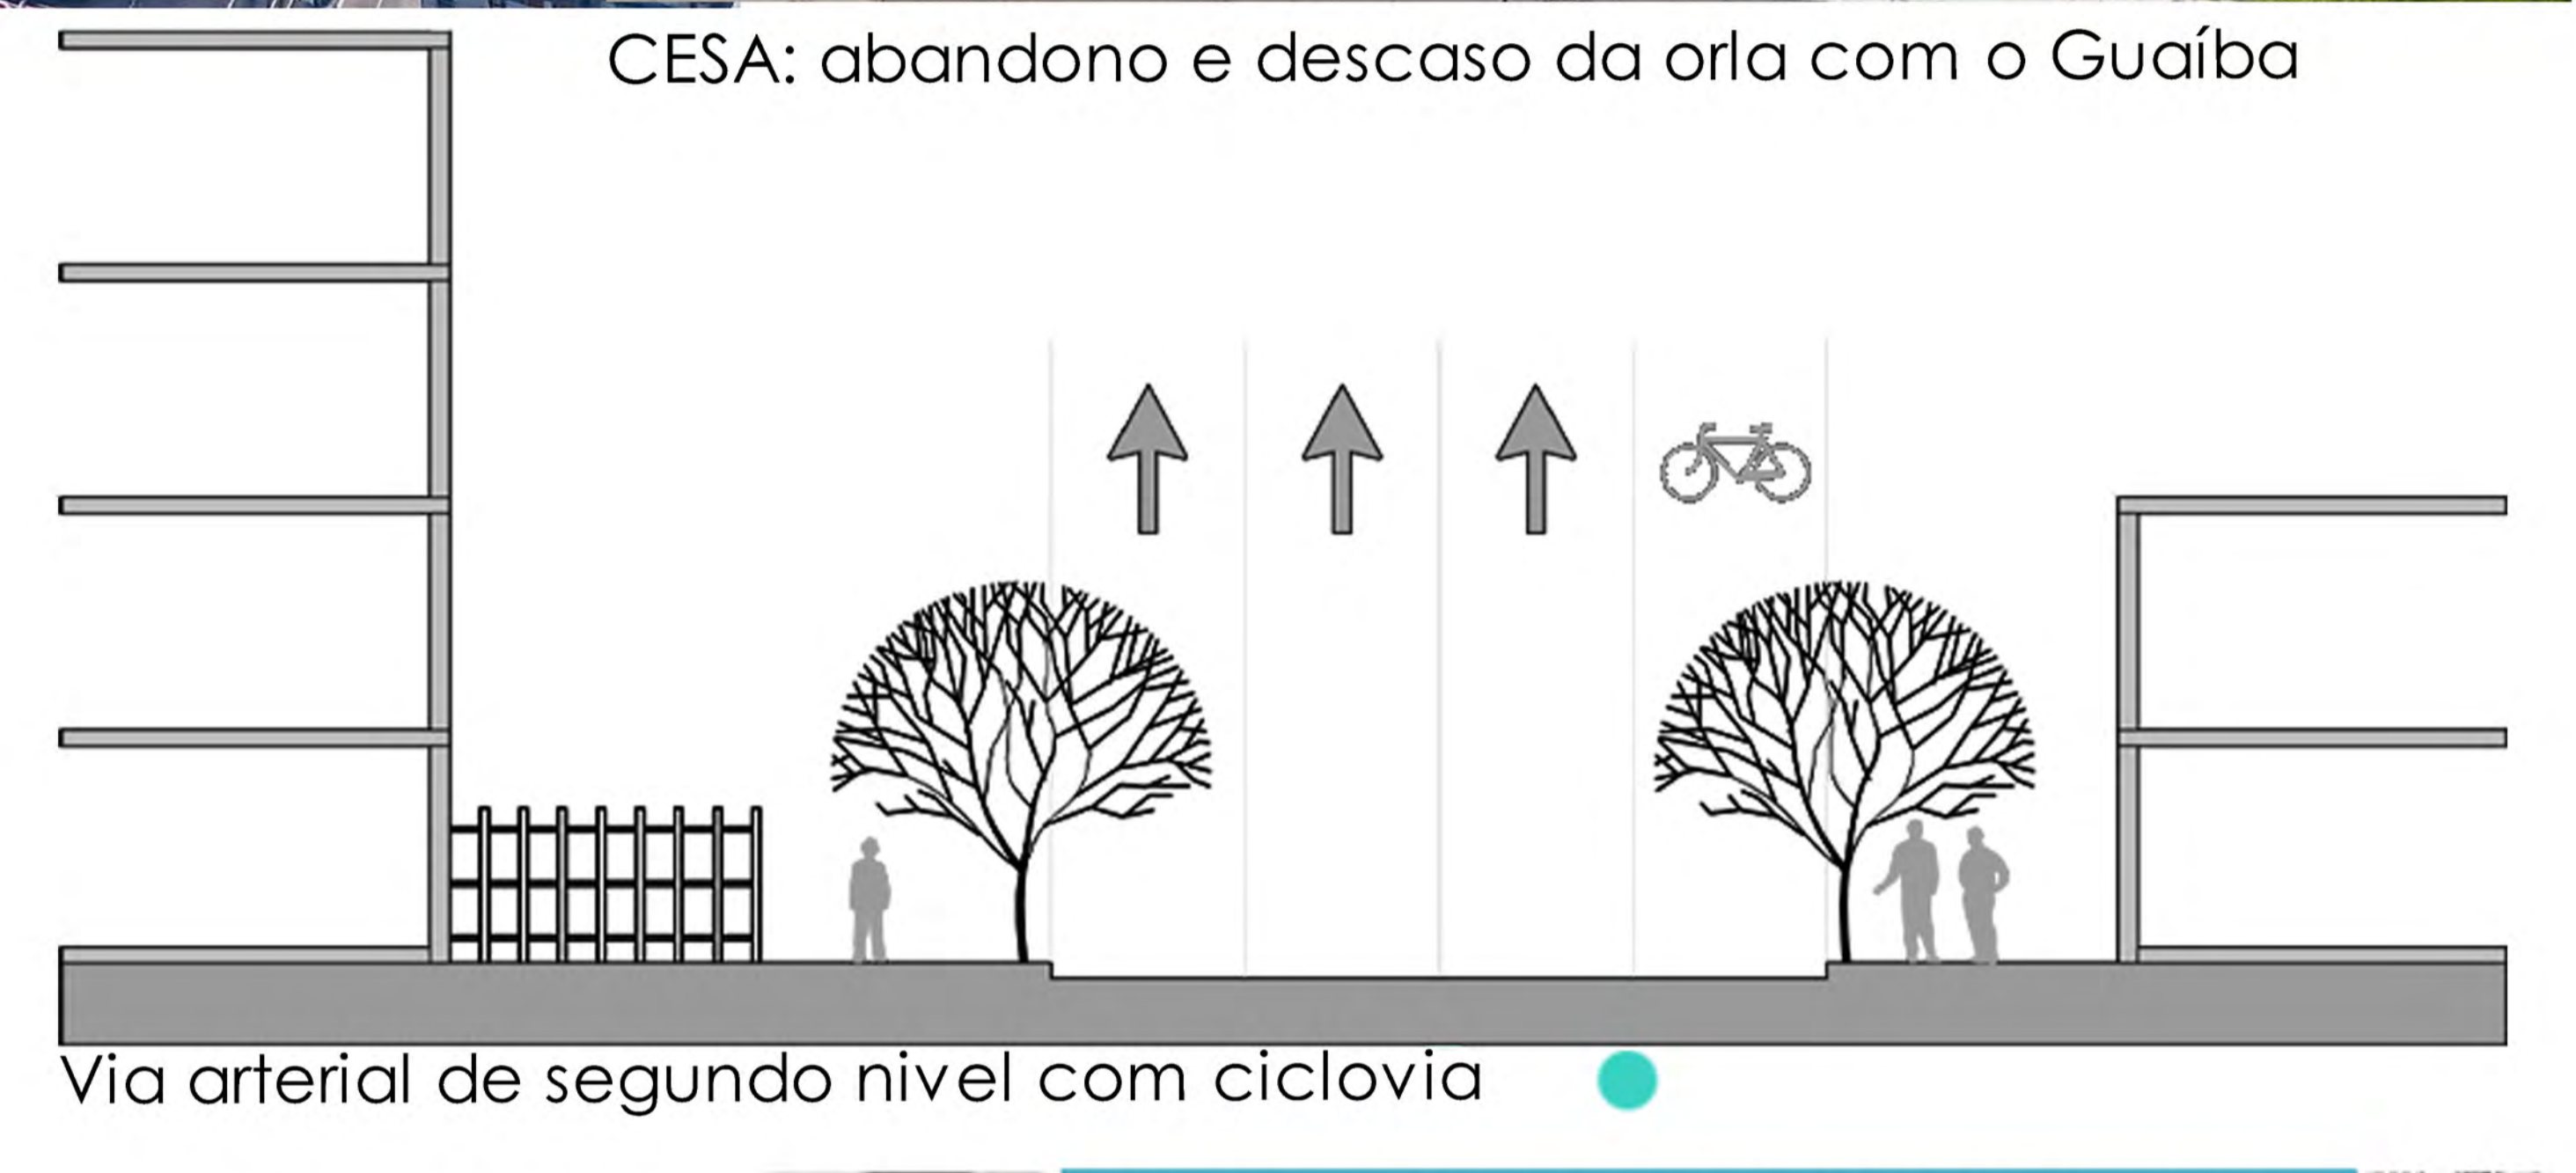 CESA: abandono e descaso da orla com o Guaíba
Via arterial de segundo nivel com ciclovia